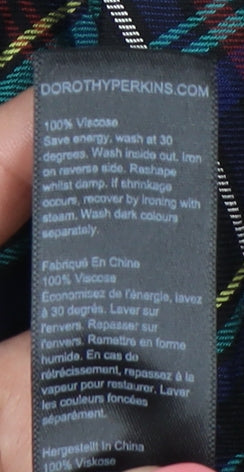 DOROTHYPERKINS.COM
100% Viscose
Save energy, wash at 30
degrees. Wash inside out. Iron
on reverse side. Reshape
whilst damp. If shrinkage
occurs, recover by ironing with
steam. Wash dark colours
separately.
Fabriqué En Chine
100% Viscose
Économisez de l'énergie, lavez
à 30 degrés. Laver sur
l'envers. Repasser sur
l'envers. Remettre en forme
humide. En cas de
rétrécissement, repassez à la
vapeur pour restaurer. Laver
les couleurs foncées
séparément.
Hergestellt In China
100% Viskose